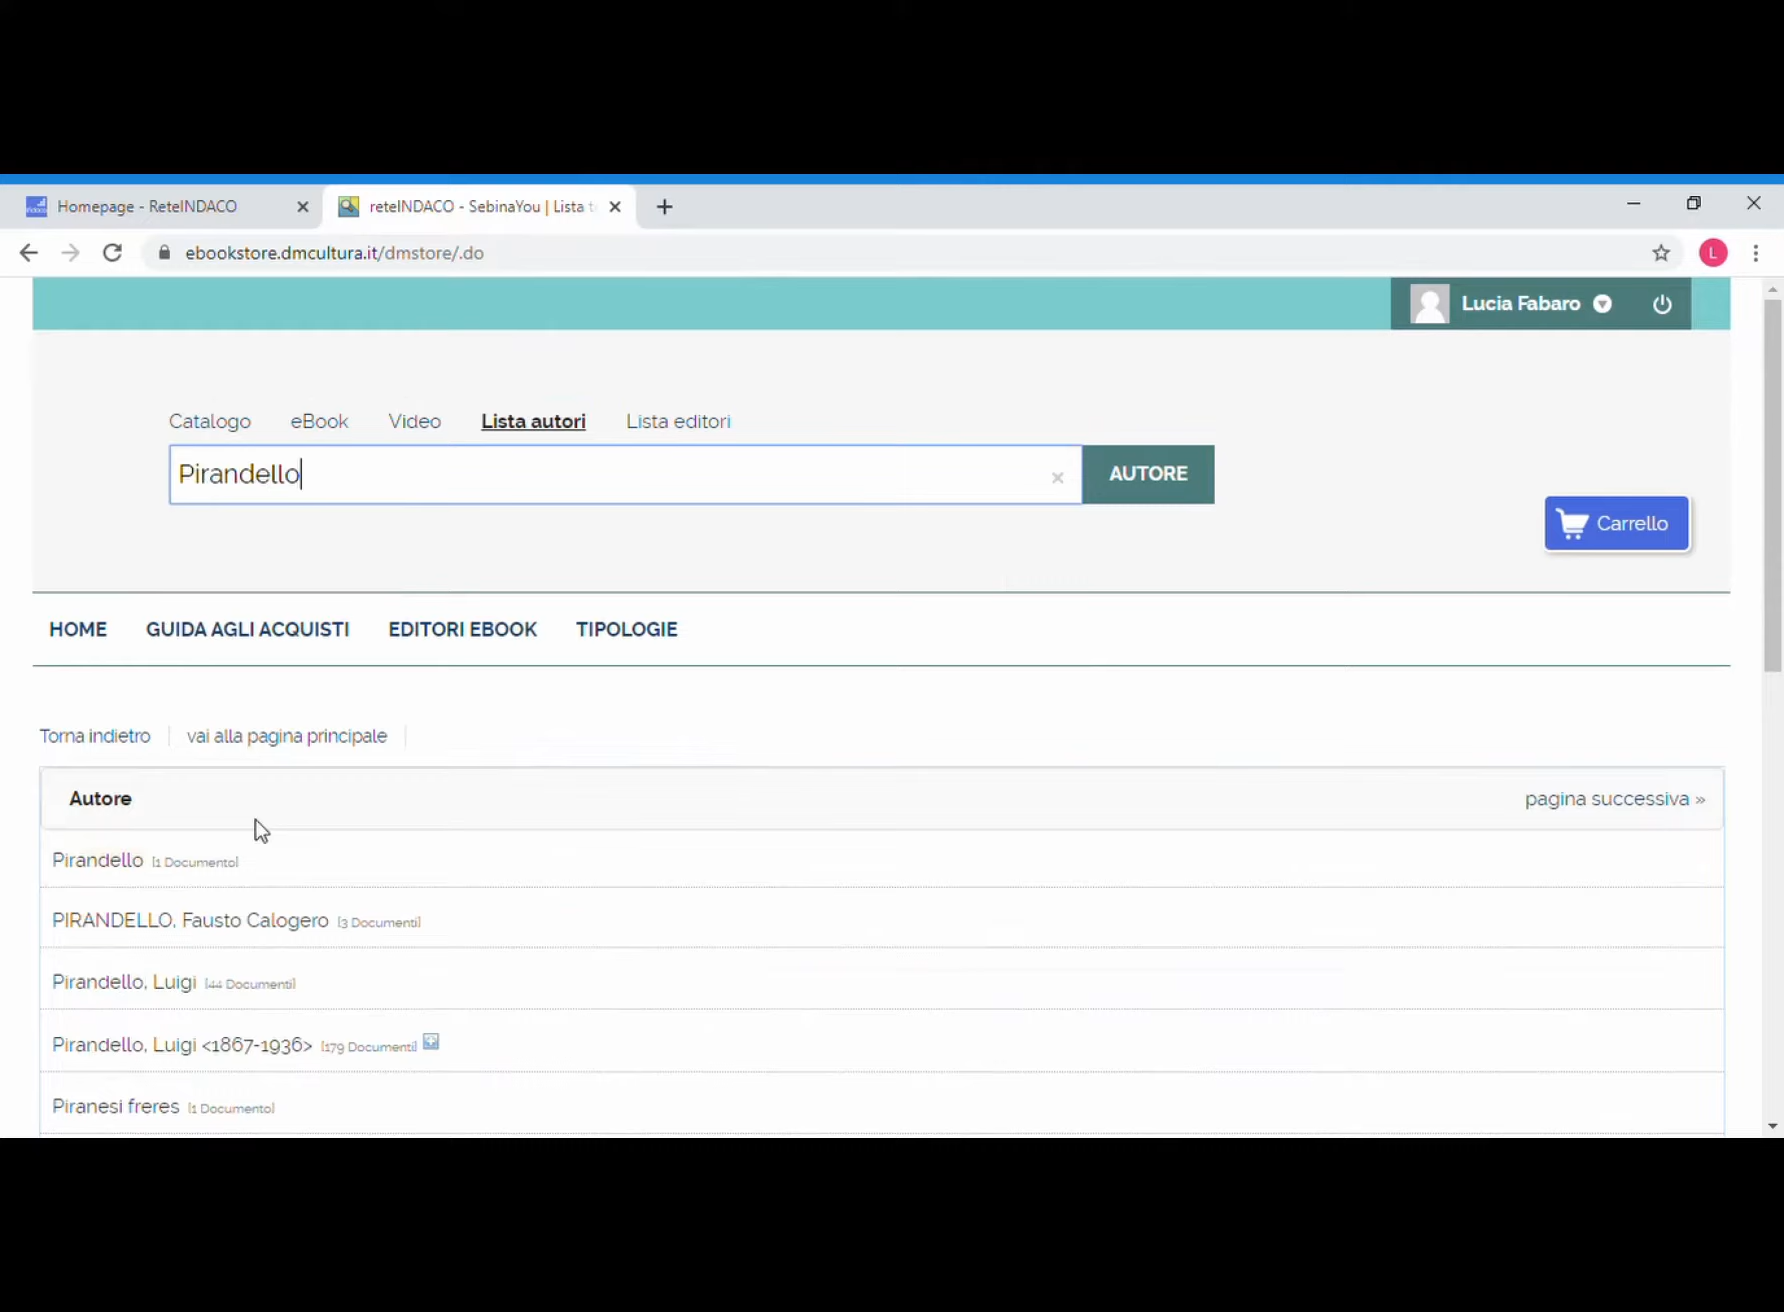 Homepage - ReteINDACO
reteINDACO - SebinaYou | Lista
ebookstore.dmcultura.it/dmstore/.do
L
Lucia Fabaro
Catalogo eBook Video Lista autori Lista editori
Pirandello
AUTORE
Carrello
HOME GUIDA AGLI ACQUISTI EDITORI EBOOK TIPOLOGIE
Torna indietro vai alla pagina principale
Autore pagina successiva »
Pirandello [1 Documento]
PIRANDELLO, Fausto Calogero [3 Documenti]
Pirandello, Luigi [44 Documenti]
Pirandello, Luigi <1867-1936> [179 Documenti]
Piranesi freres [1 Documento]